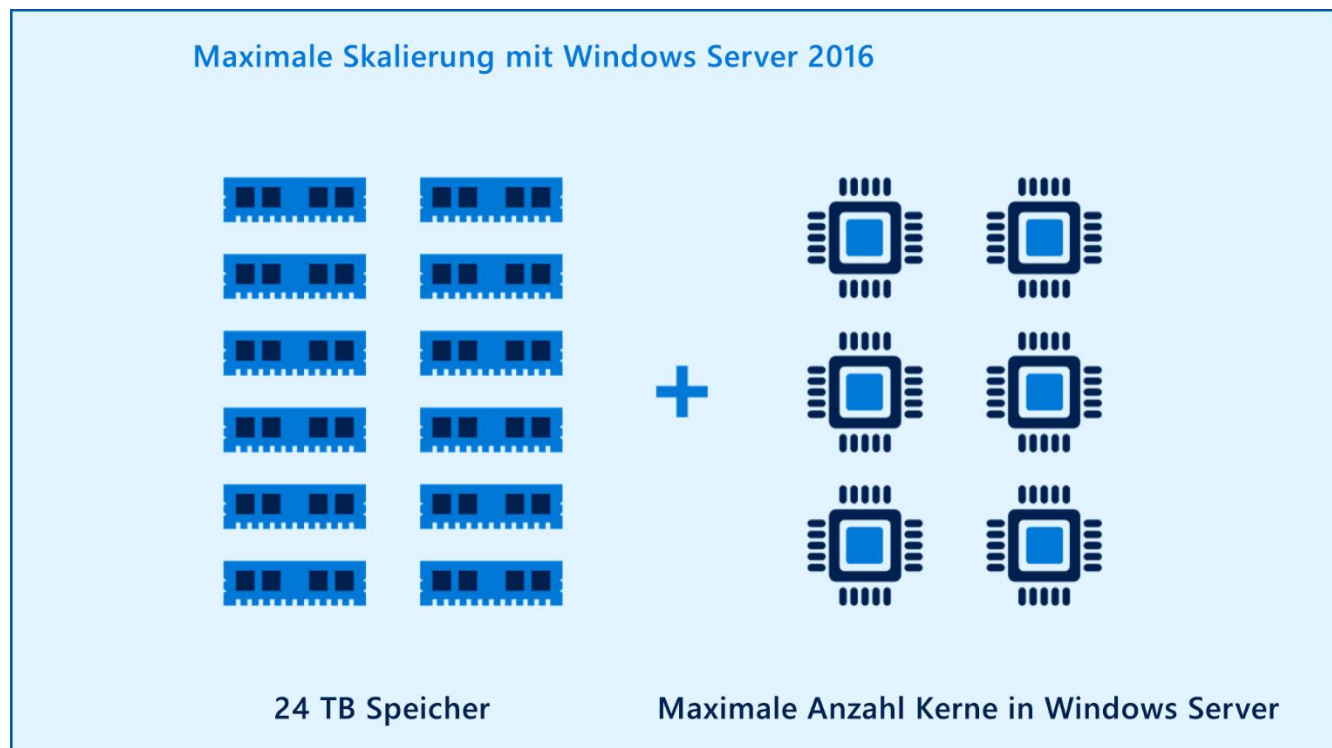 Maximale Skalierung mit Windows Server 2016
24 TB Speicher
Maximale Anzahl Kerne in Windows Server